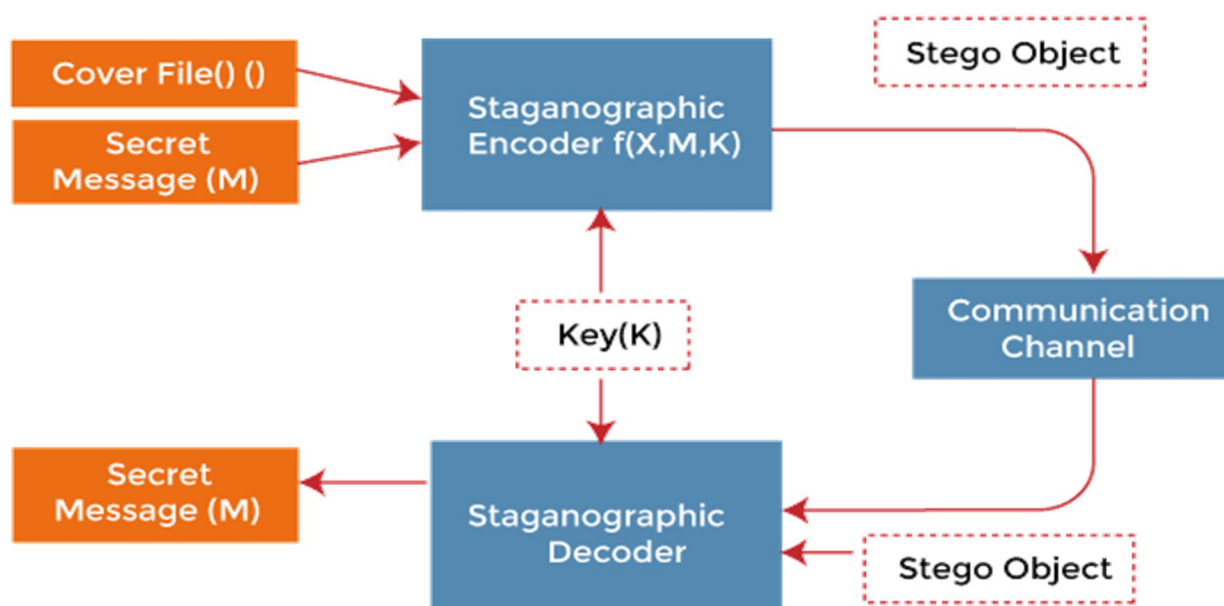 Cover File() ()
Secret
Message (M)
Staganographic
Encoder f(X,M,K)
Stego Object
Communication
Channel
Key(K)
Secret
Message (M)
Staganographic
Decoder
Stego Object